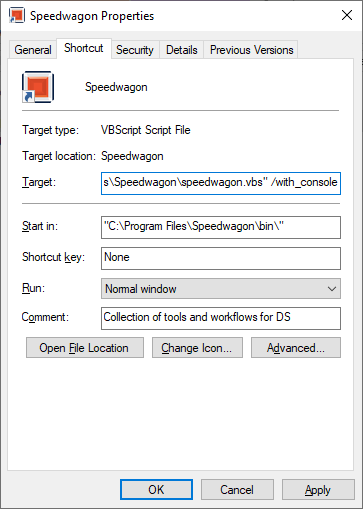 Speedwagon Properties
General Shortcut Security Details Previous Versions
Speedwagon
Target type: VBScript Script File
Target location: Speedwagon
Target: s\Speedwagon\speedwagon.vbs" /with_console
Start in: "C:\Program Files\Speedwagon\bin\"
Shortcut key: None
Run: Normal window
Comment: Collection of tools and workflows for DS
Open File Location Change Icon... Advanced...
OK Cancel Apply